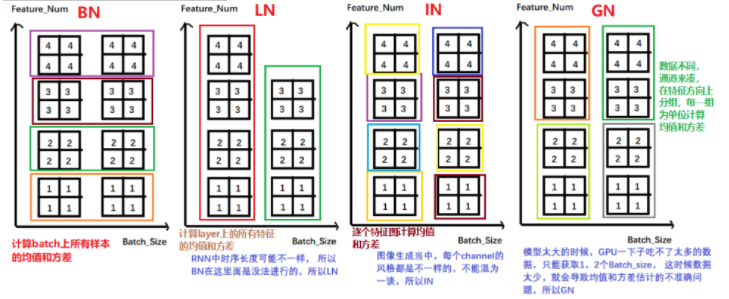 Feature_Num
BN
4 4 4 4
4 4 4 4
3 3 3 3
3 3 3 3
2 2 2 2
2 2 2 2
1 1 1 1
1 1 1 1
计算batch上所有样本
的均值和方差
Batch_Size
Feature_Num
LN
4 4
4 4
3 3 3 3
3 3 3 3
2 2 2 2
2 2 2 2
1 1 1 1
1 1 1 1
计算layer上的所有特征
的均值和方差
Batch_Size
RNN中时序长度可能不一样, 所以
BN在这里面是没法进行的, 所以LN
Feature_Num
IN
4 4 4 4
4 4 4 4
3 3 3 3
3 3 3 3
2 2 2 2
2 2 2 2
1 1 1 1
1 1 1 1
逐个特征图计算均值
和方差
Batch_Size
图像生成当中, 每个channel的
风格都是不一样的, 不能混为
一谈, 所以IN
Feature_Num
GN
4 4 4 4
4 4 4 4
3 3 3 3
3 3 3 3
2 2 2 2
2 2 2 2
1 1 1 1
1 1 1 1
数据不同,
通道来凑,
在特征方向上
分组, 每一组
为单位计算
均值和方差
Batch_Size
模型太大的时候, GPU一下子吃不了太多的数
据, 只能获取1, 2个Batch_size, 这时候数据
太少, 就会导致均值和方差估计的不准确问
题, 所以GN